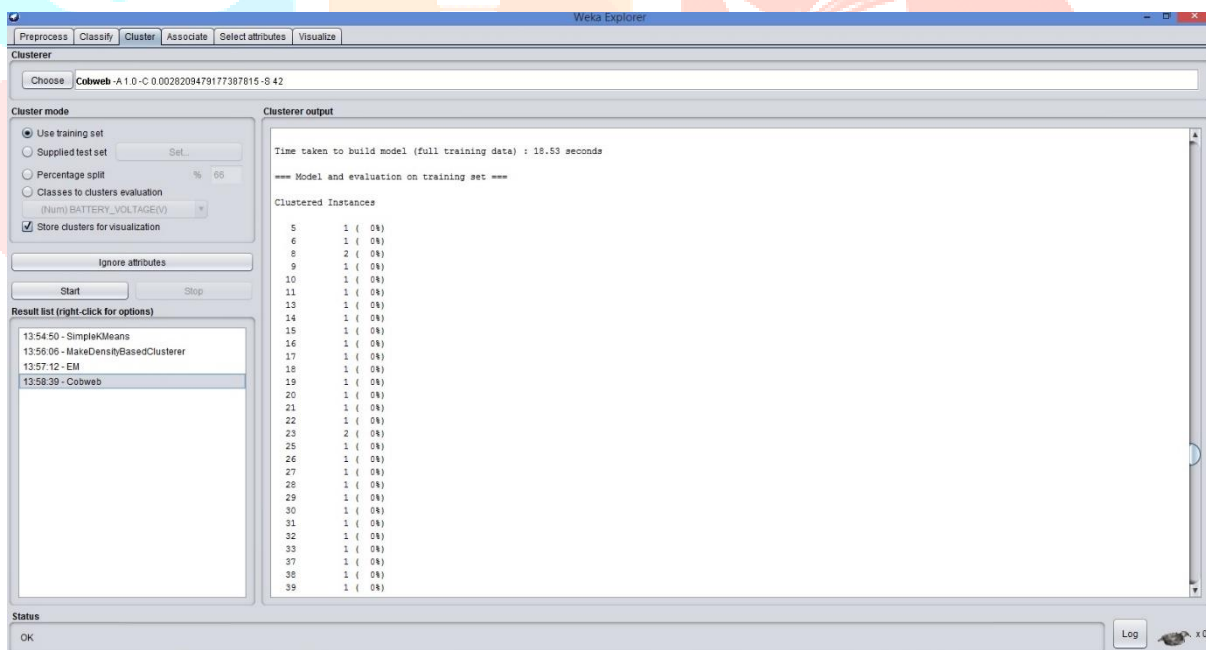 Weka Explorer
Preprocess Classify Cluster Associate Select attributes Visualize
Clusterer
Choose Cobweb -A 1.0 -C 0.0028209479177387815 -S 42
Cluster mode
Use training set
Supplied test set Set...
Percentage split % 66
Classes to clusters evaluation
(Num) BATTERY_VOLTAGE(V)
Store clusters for visualization
Ignore attributes
Start Stop
Result list (right-click for options)
13:54:50 - SimpleKMeans
13:56:06 - MakeDensityBasedClusterer
13:57:12 - EM
13:58:39 - Cobweb
Clusterer output
Time taken to build model (full training data) : 18.53 seconds
=== Model and evaluation on training set ===
Clustered Instances
5 1 ( 0%)
6 1 ( 0%)
8 2 ( 0%)
9 1 ( 0%)
10 1 ( 0%)
11 1 ( 0%)
13 1 ( 0%)
14 1 ( 0%)
15 1 ( 0%)
16 1 ( 0%)
17 1 ( 0%)
18 1 ( 0%)
19 1 ( 0%)
20 1 ( 0%)
21 1 ( 0%)
22 1 ( 0%)
23 2 ( 0%)
25 1 ( 0%)
26 1 ( 0%)
27 1 ( 0%)
28 1 ( 0%)
29 1 ( 0%)
30 1 ( 0%)
31 1 ( 0%)
32 1 ( 0%)
33 1 ( 0%)
37 1 ( 0%)
38 1 ( 0%)
39 1 ( 0%)
Status
OK
Log x 0